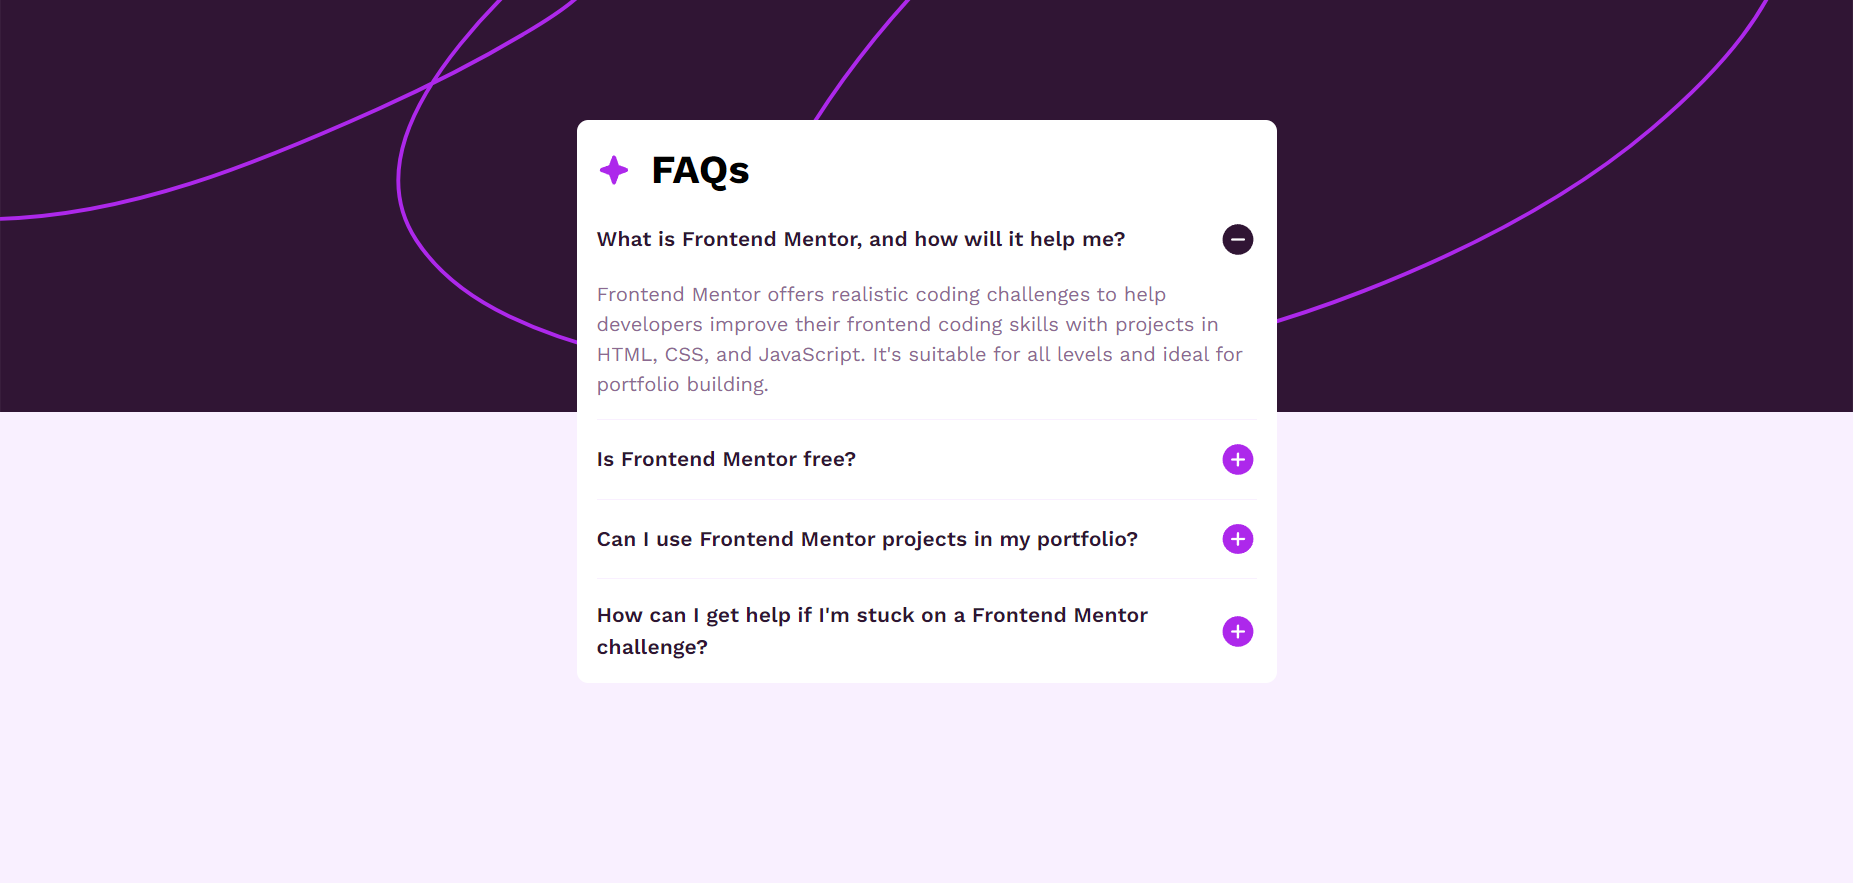 FAQs
What is Frontend Mentor, and how will it help me?
Frontend Mentor offers realistic coding challenges to help
developers improve their frontend coding skills with projects in
HTML, CSS, and JavaScript. It's suitable for all levels and ideal for
portfolio building.
Is Frontend Mentor free?
Can I use Frontend Mentor projects in my portfolio?
How can I get help if I'm stuck on a Frontend Mentor
challenge?